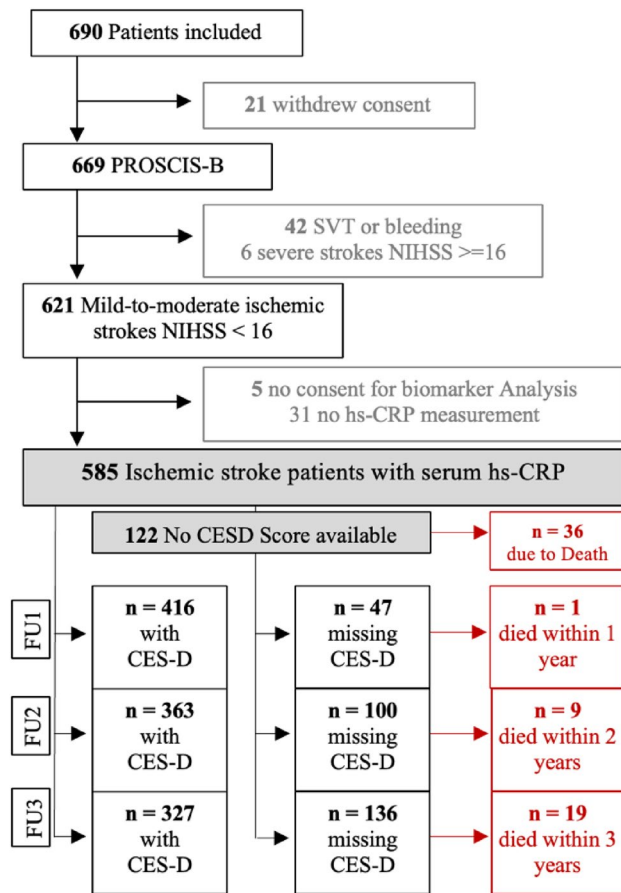 690 Patients included
21 withdrew consent
669 PROSCIS-B
42 SVT or bleeding
6 severe strokes NIHSS >=16
621 Mild-to-moderate ischemic
strokes NIHSS < 16
5 no consent for biomarker Analysis
31 no hs-CRP measurement
585 Ischemic stroke patients with serum hs-CRP
122 No CESD Score available
n = 36
due to Death
FU1
n = 416
with
CES-D
n = 47
missing
CES-D
n = 1
died within 1
year
FU2
n = 363
with
CES-D
n = 100
missing
CES-D
n = 9
died within 2
years
FU3
n = 327
with
CES-D
n = 136
missing
CES-D
n = 19
died within 3
years